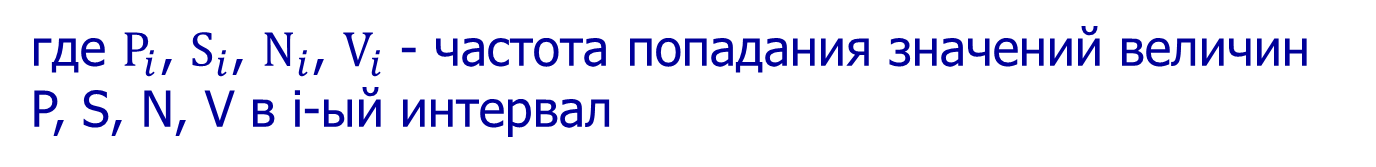 где Pᵢ, Sᵢ, Nᵢ, Vᵢ - частота попадания значений величин
P, S, N, V в i-ый интервал